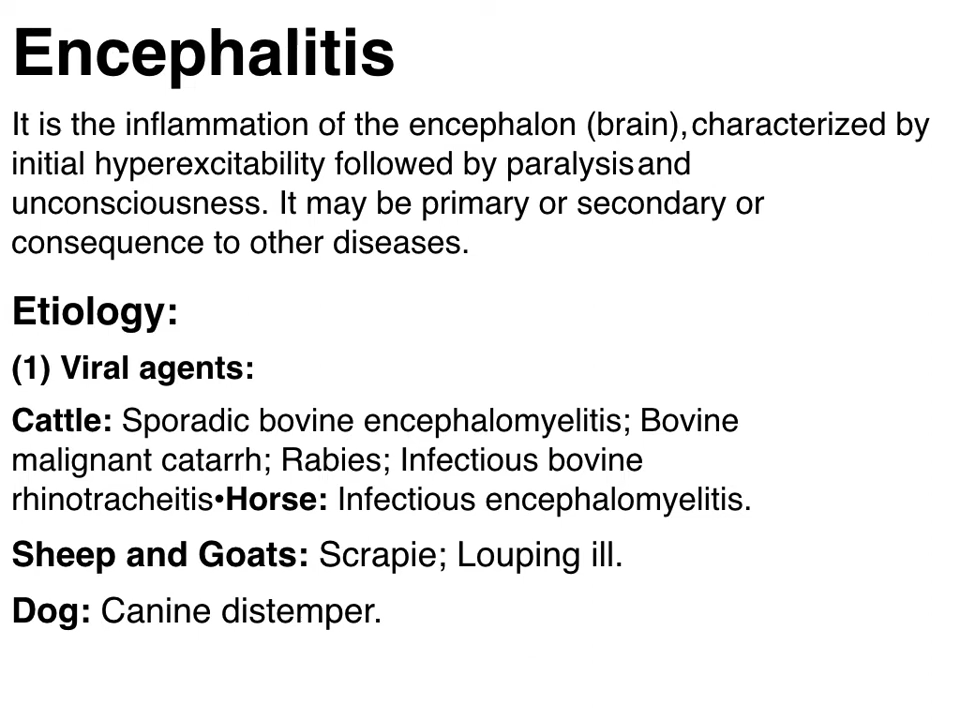 Encephalitis
It is the inflammation of the encephalon (brain), characterized by
initial hyperexcitability followed by paralysis and
unconsciousness. It may be primary or secondary or
consequence to other diseases.
Etiology:
(1) Viral agents:
Cattle: Sporadic bovine encephalomyelitis; Bovine
malignant catarrh; Rabies; Infectious bovine
rhinotracheitis•Horse: Infectious encephalomyelitis.
Sheep and Goats: Scrapie; Louping ill.
Dog: Canine distemper.